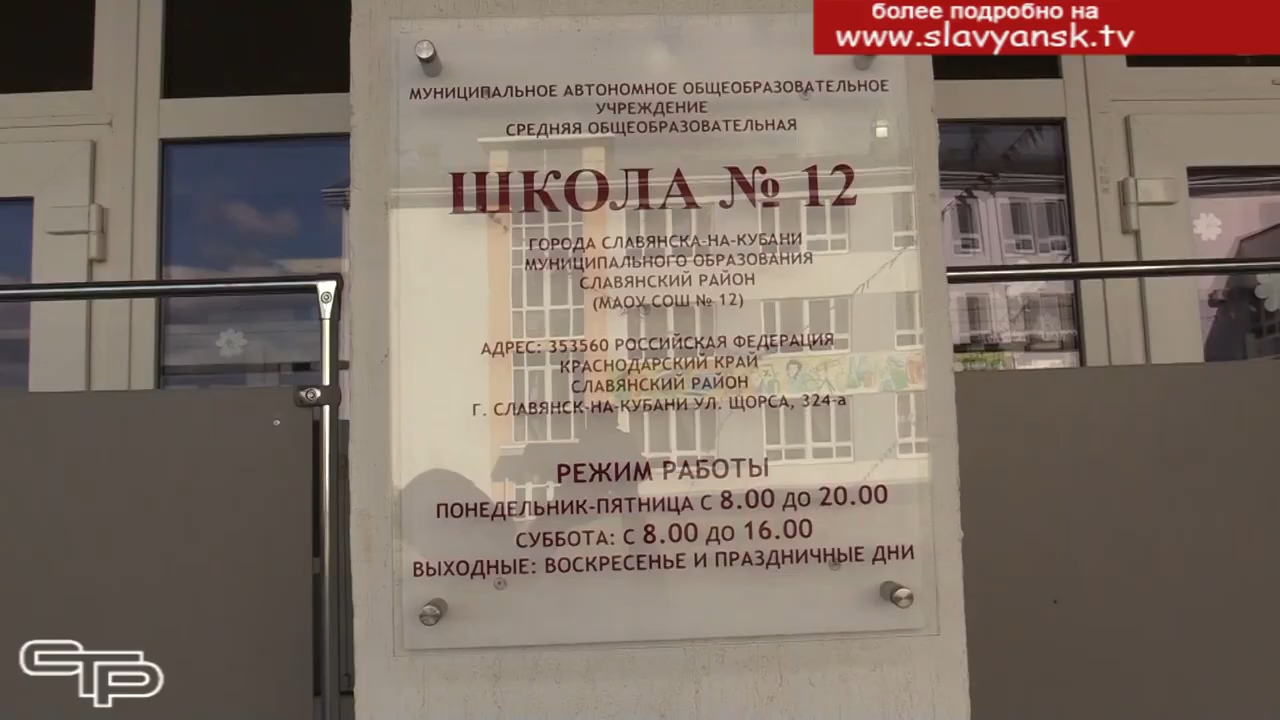 более подробно на
www.slavyansk.tv
МУНИЦИПАЛЬНОЕ АВТОНОМНОЕ ОБЩЕОБРАЗОВАТЕЛЬНОЕ
УЧРЕЖДЕНИЕ
СРЕДНЯЯ ОБЩЕОБРАЗОВАТЕЛЬНАЯ
ШКОЛА № 12
ГОРОДА СЛАВЯНСКА-НА-КУБАНИ
МУНИЦИПАЛЬНОГО ОБРАЗОВАНИЯ
СЛАВЯНСКИЙ РАЙОН
(МАОУ СОШ № 12)
АДРЕС: 353560 РОССИЙСКАЯ ФЕДЕРАЦИЯ
КРАСНОДАРСКИЙ КРАЙ
СЛАВЯНСКИЙ РАЙОН
Г. СЛАВЯНСК-НА-КУБАНИ УЛ. ЩОРСА, 324-а
РЕЖИМ РАБОТЫ
ПОНЕДЕЛЬНИК-ПЯТНИЦА С 8.00 ДО 20.00
СУББОТА: С 8.00 ДО 16.00
ВЫХОДНЫЕ: ВОСКРЕСЕНЬЕ И ПРАЗДНИЧНЫЕ ДНИ
СТР